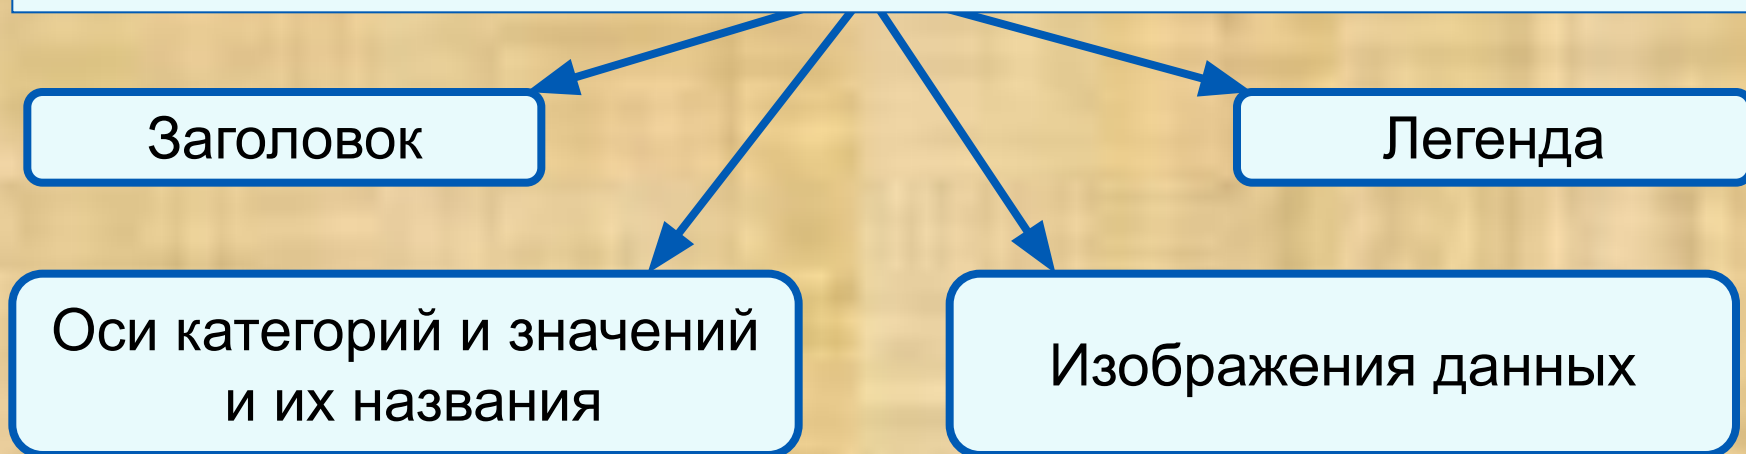 Заголовок
Легенда
Оси категорий и значений
и их названия
Изображения данных